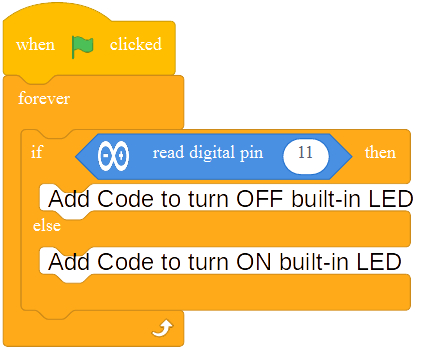 when clicked
forever
if read digital pin 11 then
Add Code to turn OFF built-in LED
else
Add Code to turn ON built-in LED